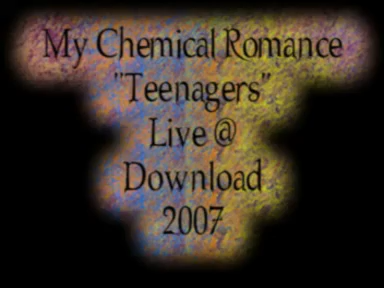 My Chemical Romance
"Teenagers"
Live @
Download
2007